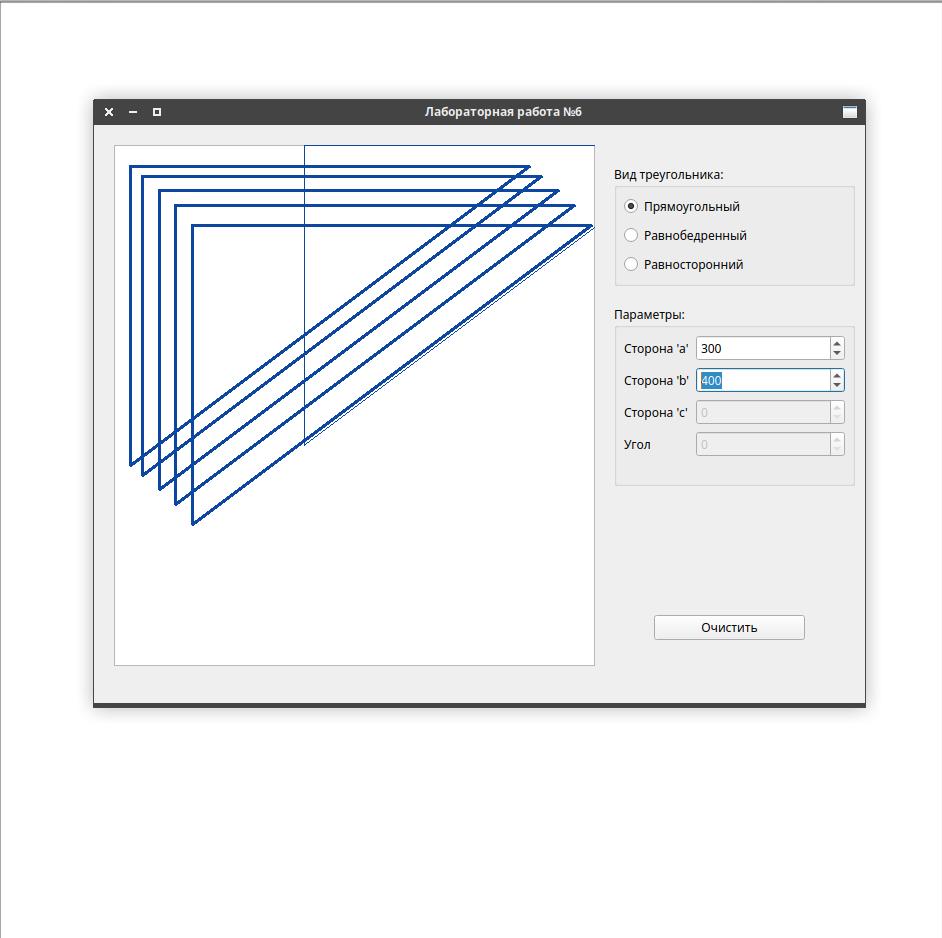 Лабораторная работа №6
Вид треугольника:
Прямоугольный
Равнобедренный
Равносторонний
Параметры:
Сторона 'a' 300
Сторона 'b' 400
Сторона 'c' 0
Угол 0
Очистить